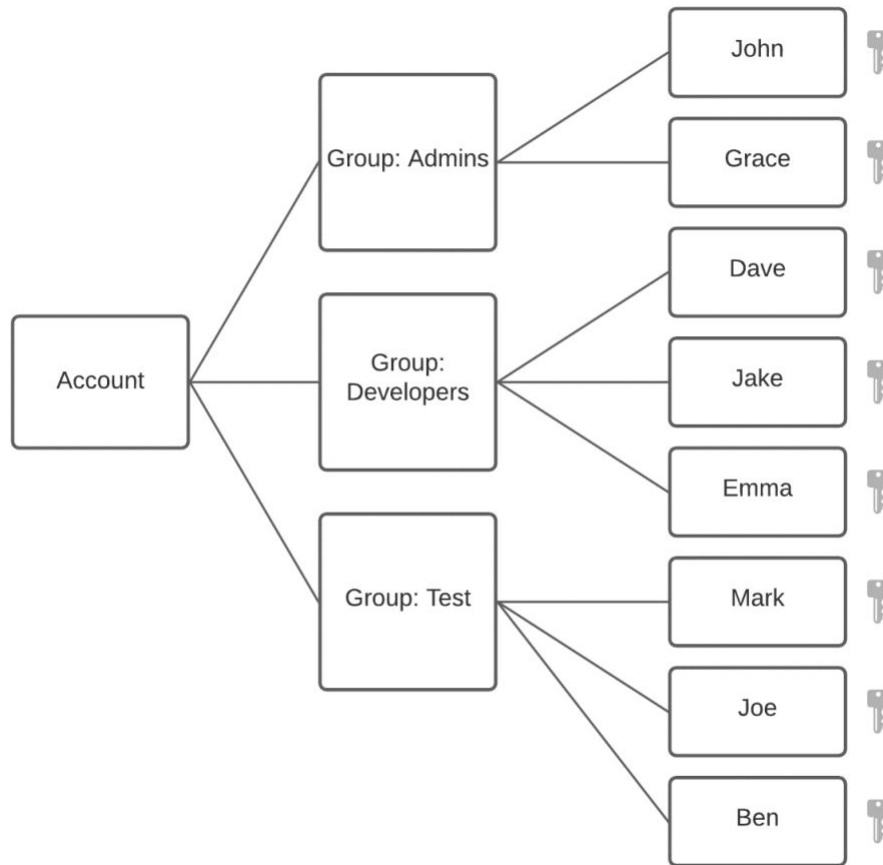 Account
Group: Admins
Group:
Developers
Group: Test
John
Grace
Dave
Jake
Emma
Mark
Joe
Ben